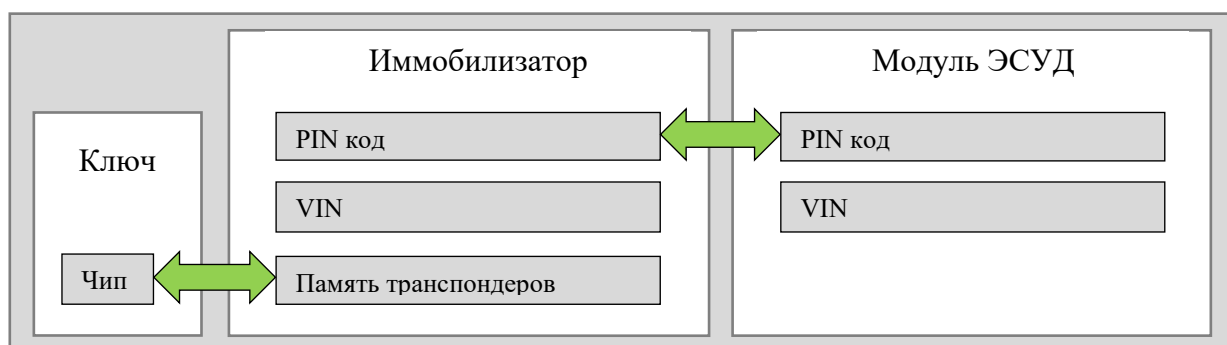 Иммобилизатор
Модуль ЭСУД
Ключ
PIN код
PIN код
VIN
VIN
Чип
Память транспондеров